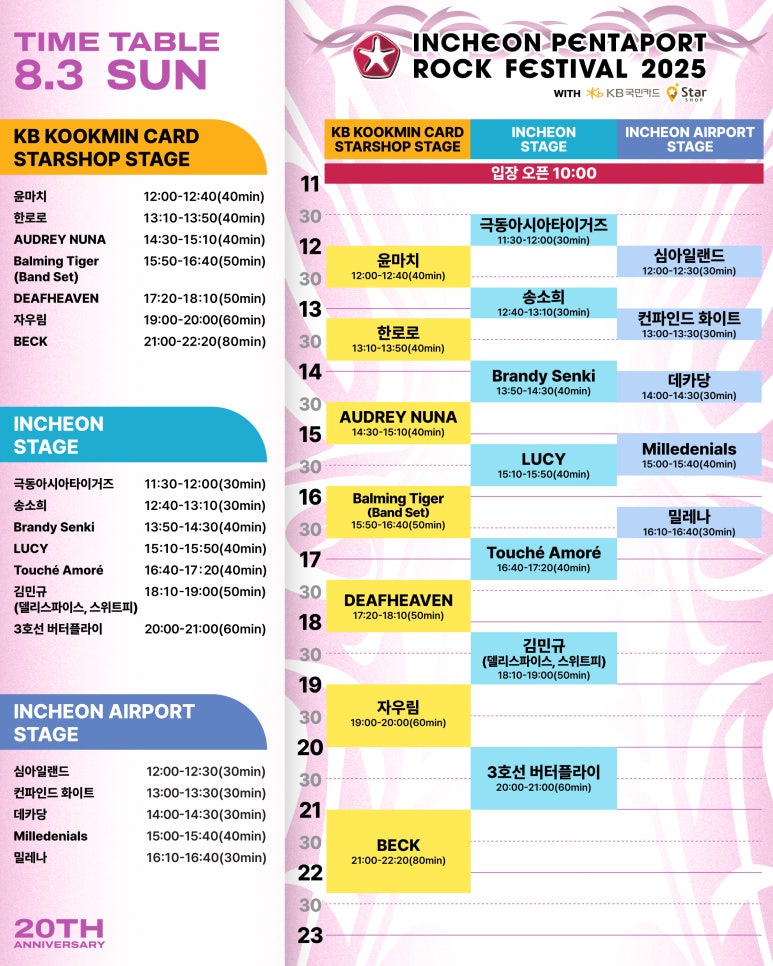 TIME TABLE
8.3 SUN
INCHEON PENTAPORT
ROCK FESTIVAL 2025
WITH KB국민카드 Star
SHOP
KB KOOKMIN CARD
STARSHOP STAGE
윤마치 12:00-12:40(40min)
한로로 13:10-13:50(40min)
AUDREY NUNA 14:30-15:10(40min)
Balming Tiger 15:50-16:40(50min)
(Band Set)
DEAFHEAVEN 17:20-18:10(50min)
자우림 19:00-20:00(60min)
BECK 21:00-22:20(80min)
INCHEON
STAGE
극동아시아타이거즈 11:30-12:00(30min)
송소희 12:40-13:10(30min)
Brandy Senki 13:50-14:30(40min)
LUCY 15:10-15:50(40min)
Touché Amoré 16:40-17:20(40min)
김민규 18:10-19:00(50min)
(델리스파이스, 스위트피)
3호선 버터플라이 20:00-21:00(60min)
INCHEON AIRPORT
STAGE
심아일랜드 12:00-12:30(30min)
컨파인드 화이트 13:00-13:30(30min)
데카당 14:00-14:30(30min)
Milledenials 15:00-15:40(40min)
밀레나 16:10-16:40(30min)
20TH
ANNIVERSARY
KB KOOKMIN CARD
STARSHOP STAGE
INCHEON
STAGE
INCHEON AIRPORT
STAGE
입장 오픈 10:00
11
30
극동아시아타이거즈
11:30-12:00(30min)
12
윤마치
12:00-12:40(40min)
심아일랜드
12:00-12:30(30min)
30
송소희
12:40-13:10(30min)
13
한로로
13:10-13:50(40min)
컨파인드 화이트
13:00-13:30(30min)
30
14
Brandy Senki
13:50-14:30(40min)
데카당
14:00-14:30(30min)
30
AUDREY NUNA
14:30-15:10(40min)
15
LUCY
15:10-15:50(40min)
Milledenials
15:00-15:40(40min)
30
16
Balming Tiger
(Band Set)
15:50-16:40(50min)
밀레나
16:10-16:40(30min)
30
Touché Amoré
16:40-17:20(40min)
17
30
DEAFHEAVEN
17:20-18:10(50min)
18
김민규
(델리스파이스, 스위트피)
18:10-19:00(50min)
30
19
자우림
19:00-20:00(60min)
30
20
3호선 버터플라이
20:00-21:00(60min)
30
21
BECK
21:00-22:20(80min)
30
22
30
23